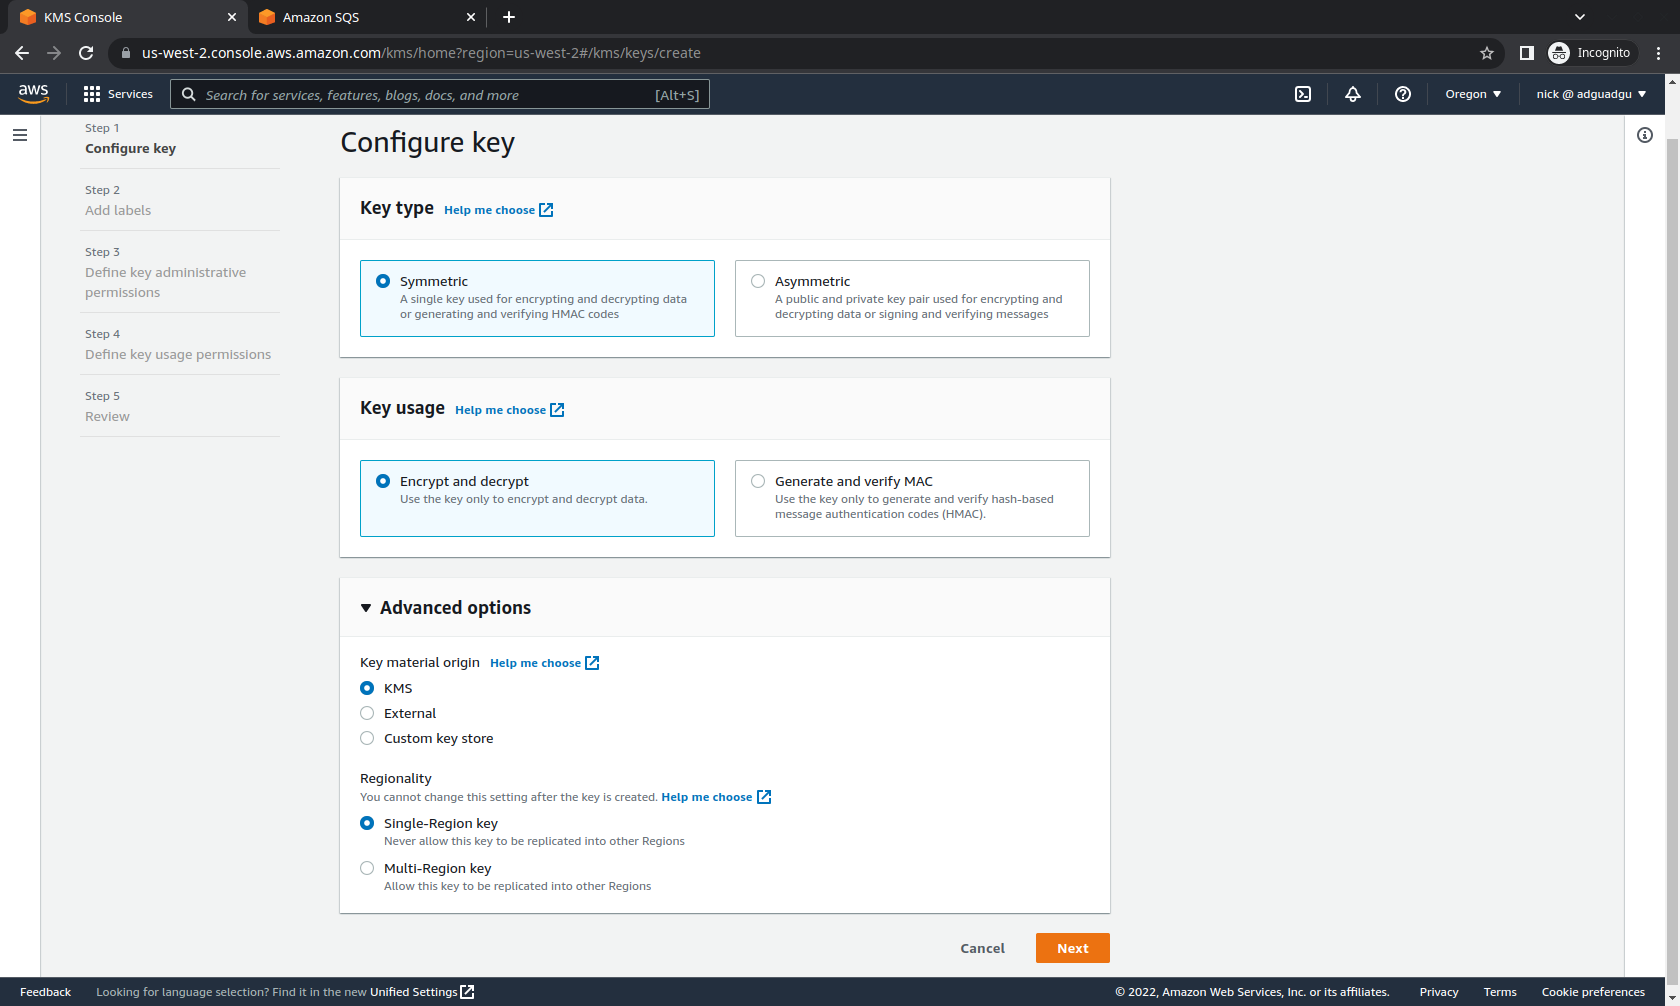 KMS Console
Amazon SQS
us-west-2.console.aws.amazon.com/kms/home?region=us-west-2#/kms/keys/create
Incognito
aws
Services
Search for services, features, blogs, docs, and more
[Alt+S]
Oregon
nick @ adguadgu
Step 1
Configure key
Step 2
Add labels
Step 3
Define key administrative
permissions
Step 4
Define key usage permissions
Step 5
Review
Configure key
Key type Help me choose
Symmetric
A single key used for encrypting and decrypting data
or generating and verifying HMAC codes
Asymmetric
A public and private key pair used for encrypting and
decrypting data or signing and verifying messages
Key usage Help me choose
Encrypt and decrypt
Use the key only to encrypt and decrypt data.
Generate and verify MAC
Use the key only to generate and verify hash-based
message authentication codes (HMAC).
Advanced options
Key material origin Help me choose
KMS
External
Custom key store
Regionality
You cannot change this setting after the key is created. Help me choose
Single-Region key
Never allow this key to be replicated into other Regions
Multi-Region key
Allow this key to be replicated into other Regions
Cancel
Next
Feedback
Looking for language selection? Find it in the new Unified Settings
© 2022, Amazon Web Services, Inc. or its affiliates.
Privacy
Terms
Cookie preferences